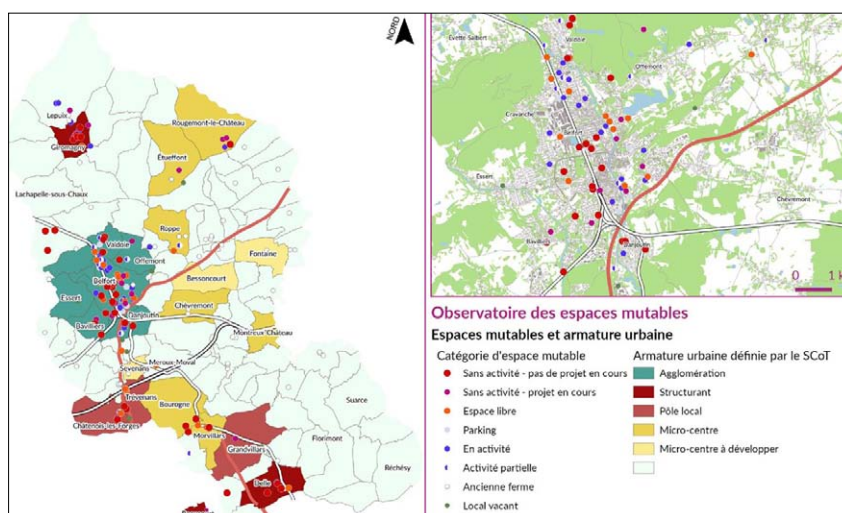 NORD
Lepuix
Giromagny
Rougemont-le-Château
Étueffont
Lachapelle-sous-Chaux
Roppe
Valdoie
Offemont
Fontaine
Belfort
Bessoncourt
Essert
Chèvremont
Danjoutin
Bavilliers
Montreux-Château
Meroux-Moval
Sévenans
Trévenans
Bourogne
Châtenois-les-Forges
Morvillars
Suarce
Grandvillars
Florimont
Réchésy
Delle
Evette-Salbert
Valdoie
Offemont
Cravanche
Belfort
Essert
Chèvremont
Bavilliers
Danjoutin
0 1 k
Observatoire des espaces mutables
Espaces mutables et armature urbaine
Catégorie d'espace mutable
Sans activité - pas de projet en cours
Sans activité - projet en cours
Espace libre
Parking
En activité
Activité partielle
Ancienne ferme
Local vacant
Armature urbaine définie par le SCoT
Agglomération
Structurant
Pôle local
Micro-centre
Micro-centre à développer